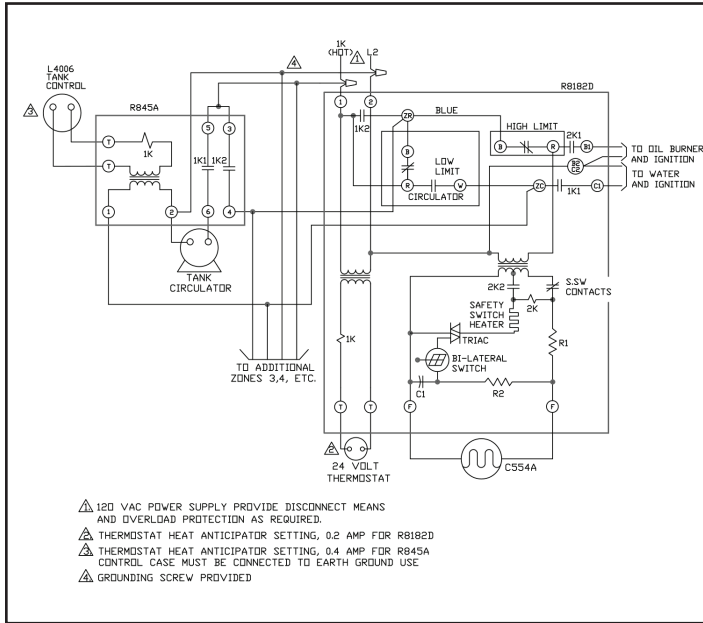 1K
(HOT)
1
L2
4
L4006
TANK
CONTROL
3
R845A
R8182D
T
1K
T
1K1
1K2
5
3
1
2
6
4
TANK
CIRCULATOR
1
2
1K2
ZR
BLUE
HIGH LIMIT
B
R
2K1
B1
TO OIL BURNER
AND IGNITION
B2
C2
TO WATER
AND IGNITION
B
LOW
LIMIT
R
W
CIRCULATOR
ZC
1K1
C1
2K2
S.SW
CONTACTS
2K
SAFETY
SWITCH
HEATER
TRIAC
R1
BI-LATERAL
SWITCH
C1
R2
1K
TO ADDITIONAL
ZONES 3,4, ETC.
T
T
F
F
2
24 VOLT
THERMOSTAT
C554A
1 120 VAC POWER SUPPLY PROVIDE DISCONNECT MEANS
AND OVERLOAD PROTECTION AS REQUIRED.
2 THERMOSTAT HEAT ANTICIPATOR SETTING, 0.2 AMP FOR R8182D
3 THERMOSTAT HEAT ANTICIPATOR SETTING, 0.4 AMP FOR R845A
CONTROL CASE MUST BE CONNECTED TO EARTH GROUND USE
4 GROUNDING SCREW PROVIDED